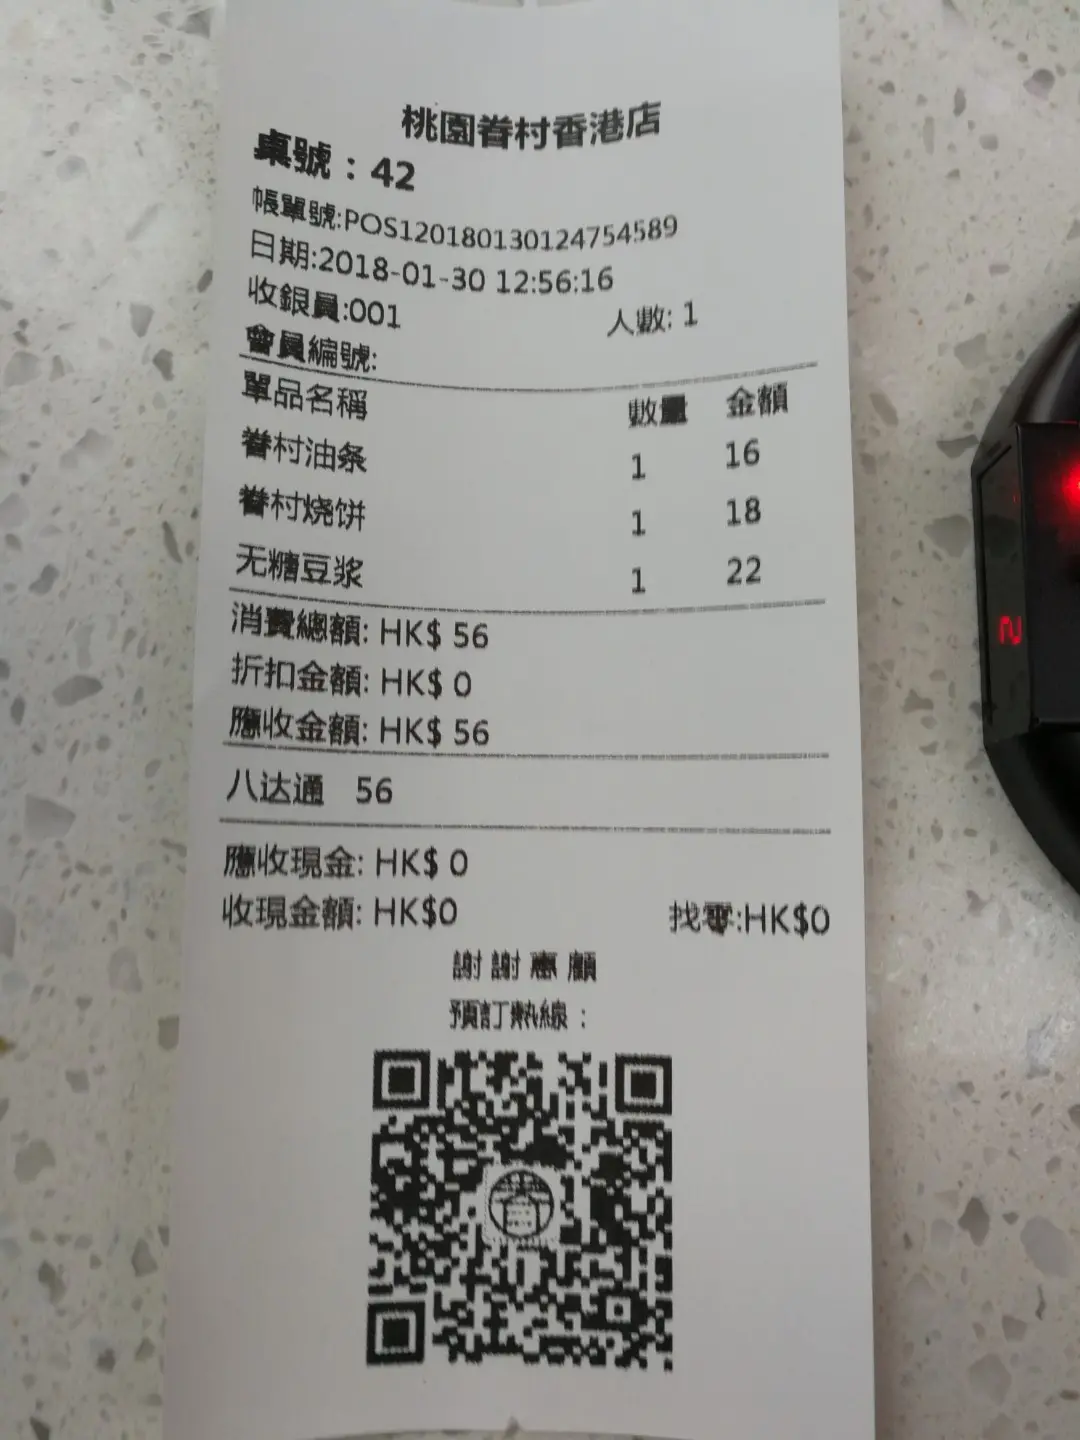 桃園眷村香港店
桌號：42
帳單號:POS120180130124754589
日期:2018-01-30 12:56:16
收銀員:001 人數: 1
會員編號:
單品名稱 數量 金額
眷村油条 1 16
眷村烧饼 1 18
无糖豆浆 1 22
消費總額: HK$ 56
折扣金額: HK$ 0
應收金額: HK$ 56
八达通 56
應收現金: HK$ 0
收現金額: HK$0 找零:HK$0
謝謝惠顧
預訂熱線：
眷
2